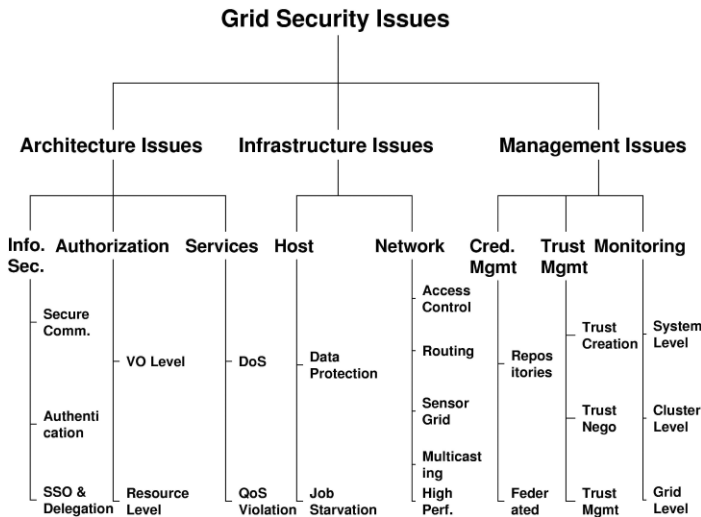 Grid Security Issues
Architecture Issues
Infrastructure Issues
Management Issues
Info.
Sec.
Authorization
Services
Host
Network
Cred.
Mgmt
Trust
Mgmt
Monitoring
Secure
Comm.
Authenti
cation
SSO &
Delegation
VO Level
Resource
Level
DoS
QoS
Violation
Data
Protection
Job
Starvation
Access
Control
Routing
Sensor
Grid
Multicast
ing
High
Perf.
Repos
itories
Feder
ated
Trust
Creation
Trust
Nego
Trust
Mgmt
System
Level
Cluster
Level
Grid
Level